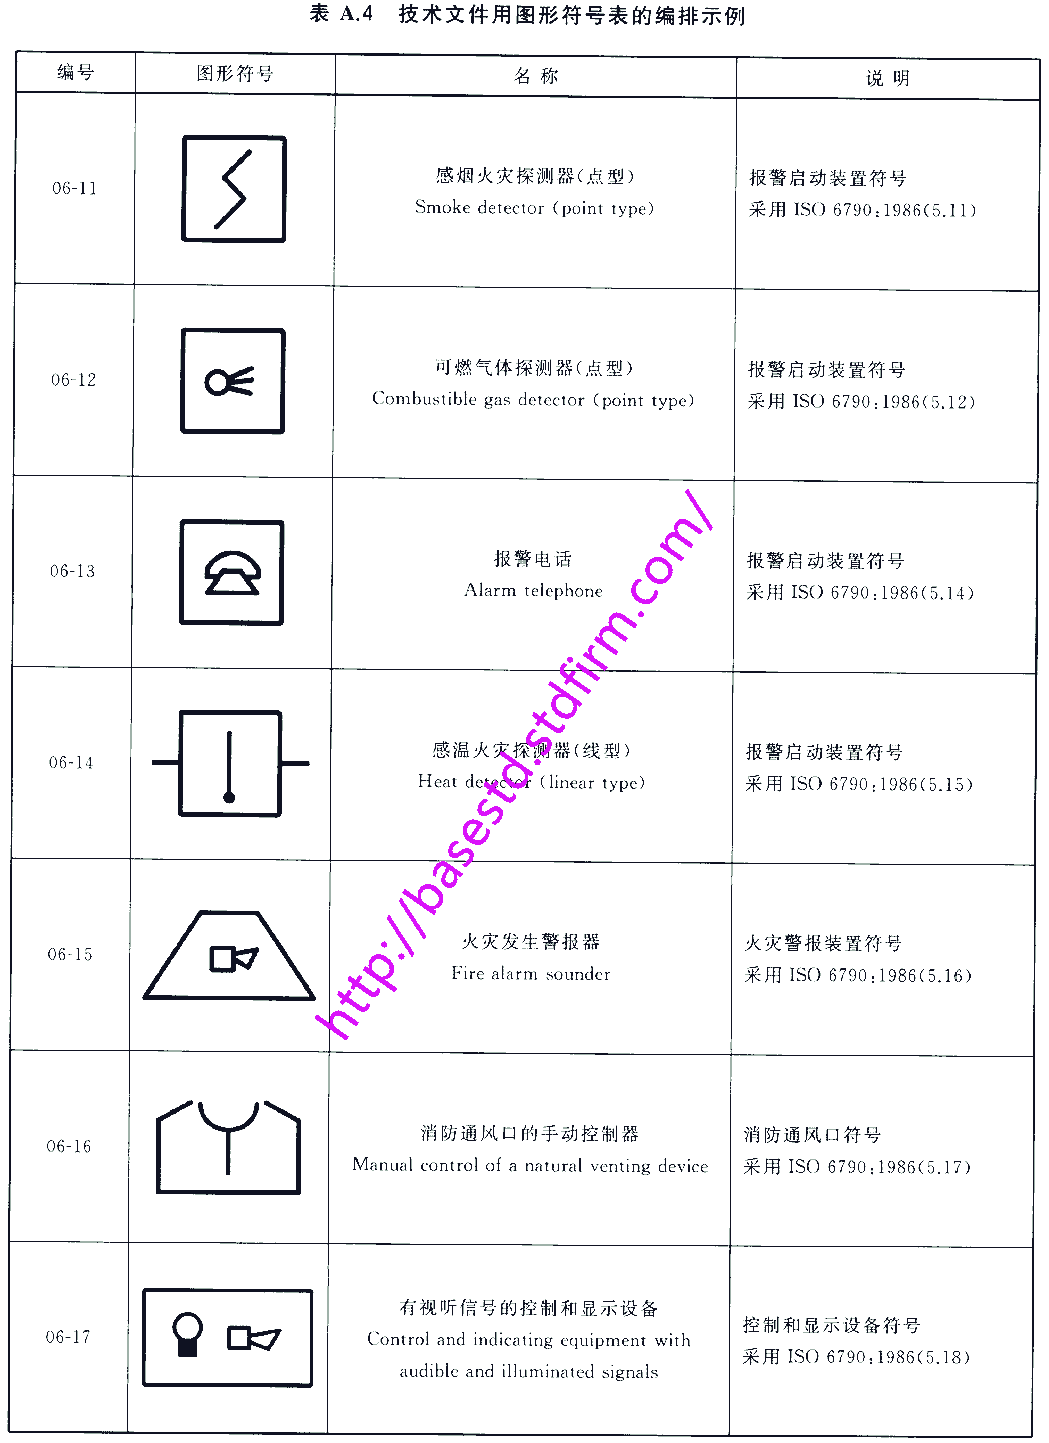 表 A.4 技术文件用图形符号表的编排示例
编号 图形符号 名 称 说 明
06-11 感烟火灾探测器(点型) 报警启动装置符号
Smoke detector (point type) 采用 ISO 6790:1986(5.11)
06-12 可燃气体探测器(点型) 报警启动装置符号
Combustible gas detector (point type) 采用 ISO 6790:1986(5.12)
06-13 报警电话 报警启动装置符号
Alarm telephone 采用 ISO 6790:1986(5.14)
06-14 感温火灾探测器(线型) 报警启动装置符号
Heat detector (linear type) 采用 ISO 6790:1986(5.15)
06-15 火灾发生警报器 火灾警报装置符号
Fire alarm sounder 采用 ISO 6790:1986(5.16)
06-16 消防通风口的手动控制器 消防通风口符号
Manual control of a natural venting device 采用 ISO 6790:1986(5.17)
06-17 有视听信号的控制和显示设备 控制和显示设备符号
Control and indicating equipment with 采用 ISO 6790:1986(5.18)
audible and illuminated signals
http://basestd.stdfirm.com/